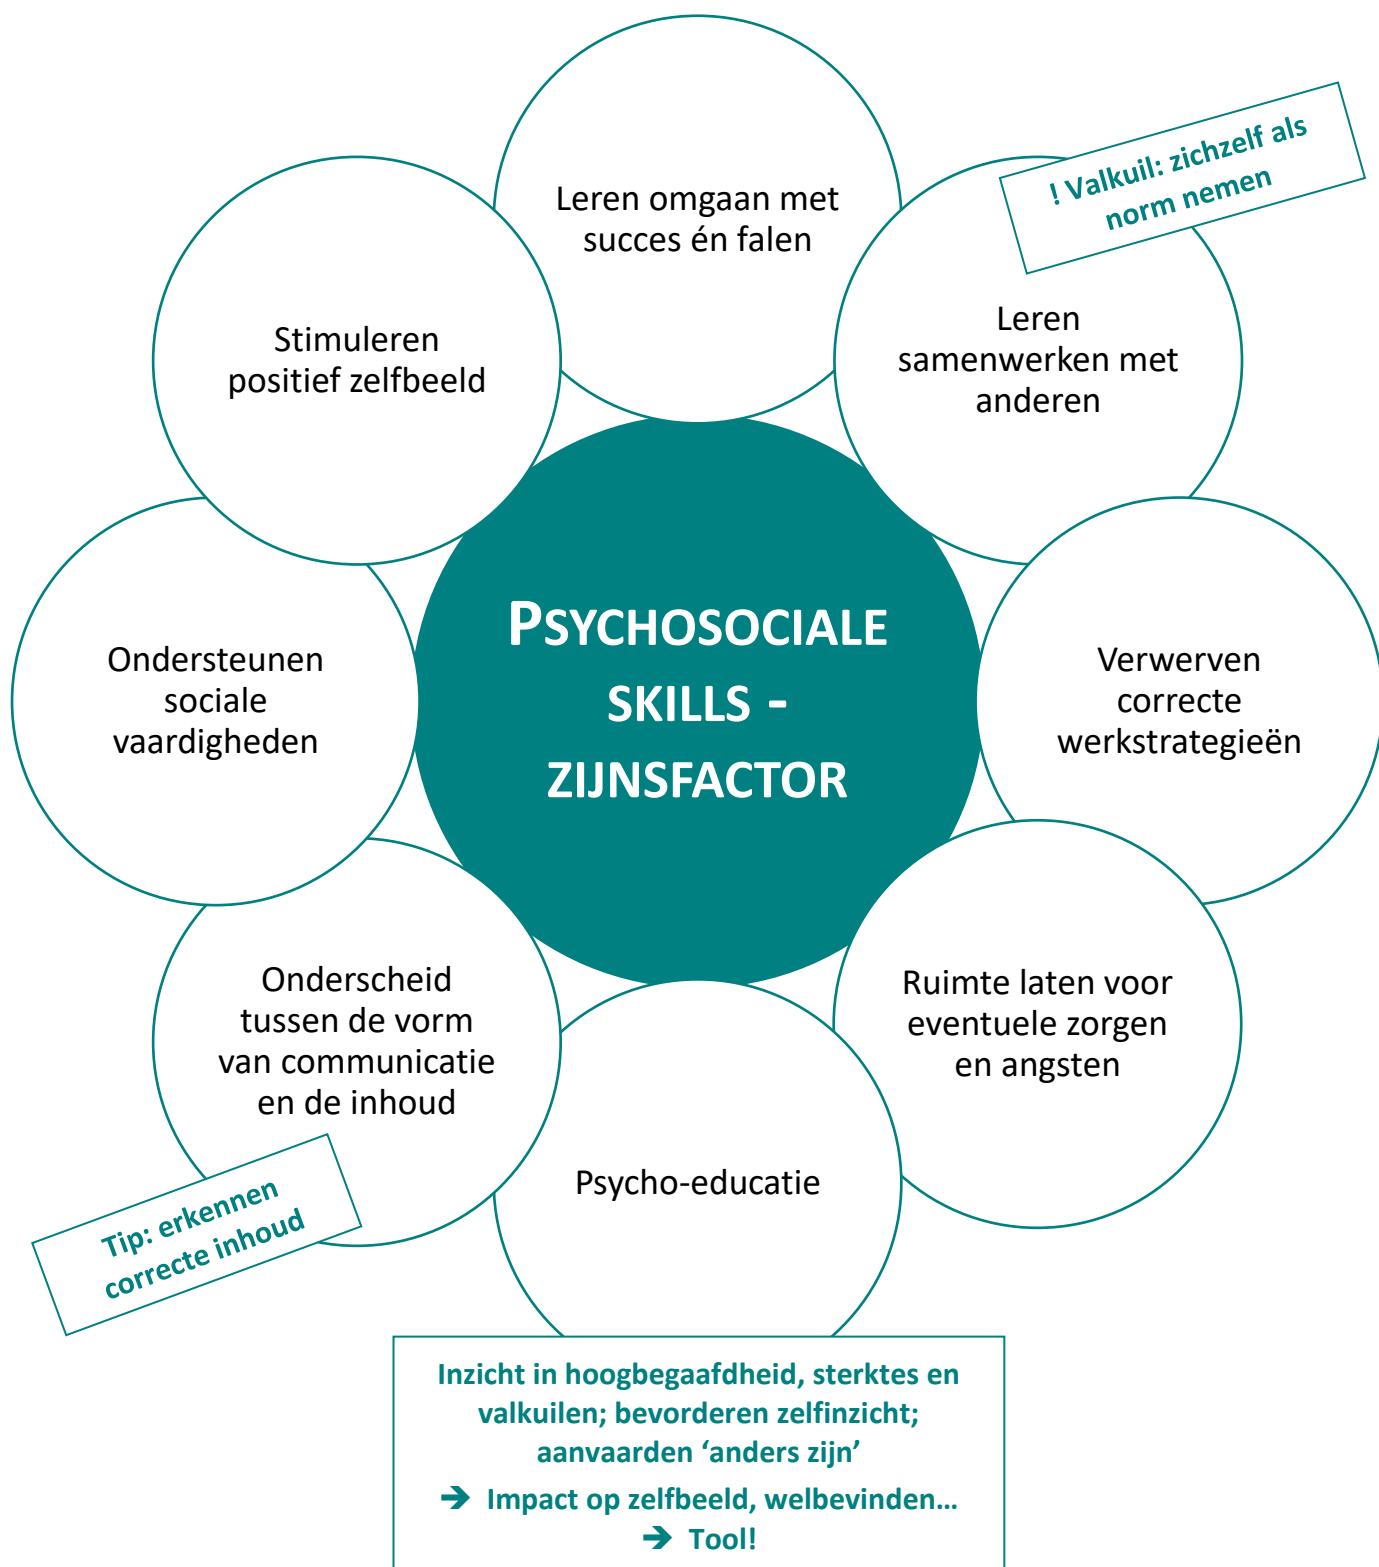 Leren omgaan met
succes én falen
! Valkuil: zichzelf als
norm nemen
Leren
samenwerken met
anderen
Stimuleren
positief zelfbeeld
PSYCHOSOCIALE
SKILLS -
ZIJNSFACTOR
Ondersteunen
sociale
vaardigheden
Verwerven
correcte
werkstrategieën
Onderscheid
tussen de vorm
van communicatie
en de inhoud
Ruimte laten voor
eventuele zorgen
en angsten
Tip: erkennen
correcte inhoud
Psycho-educatie
Inzicht in hoogbegaafdheid, sterktes en
valkuilen; bevorderen zelfinzicht;
aanvaarden ‘anders zijn’
➔ Impact op zelfbeeld, welbevinden…
➔ Tool!